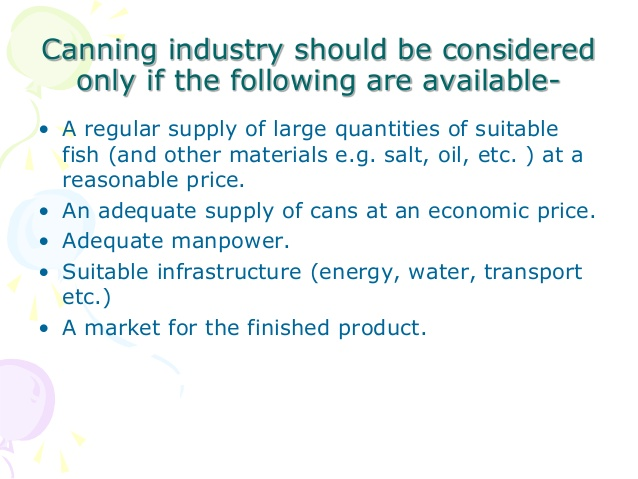 Canning industry should be considered
only if the following are available-
• A regular supply of large quantities of suitable
fish (and other materials e.g. salt, oil, etc. ) at a
reasonable price.
• An adequate supply of cans at an economic price.
• Adequate manpower.
• Suitable infrastructure (energy, water, transport
etc.)
• A market for the finished product.